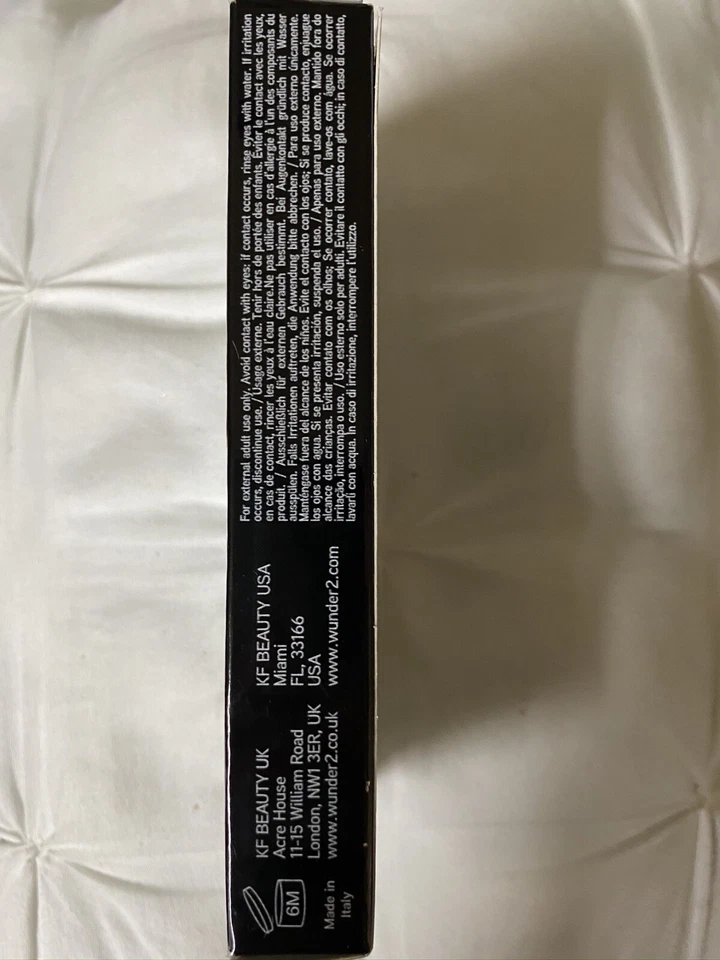 6M
Made in
Italy
KF BEAUTY UK
Acre House
11-15 William Road
London, NW1 3ER, UK
www.wunder2.co.uk
KF BEAUTY USA
Miami
FL, 33166
USA
www.wunder2.com
For external adult use only. Avoid contact with eyes; if contact occurs, rinse eyes with water. If irritation
occurs, discontinue use. / Usage externe. Tenir hors de portée des enfants. Éviter le contact avec les yeux,
en cas de contact, rincer les yeux à l'eau claire.Ne pas utiliser en cas d'allergie à l'un des composants du
produit. / Ausschließlich für externen Gebrauch bestimmt. Bei Augenkontakt gründlich mit Wasser
ausspülen. Falls Irritationen auftreten, die Anwendung bitte abbrechen. / Para uso externo únicamente.
Manténgase fuera del alcance de los niños. Evite el contacto con los ojos; Si se produce contacto, enjuague
los ojos con agua. Si se presenta irritación, suspenda el uso. / Apenas para uso externo. Mantido fora do
alcance das crianças. Evitar contato com os olhos; Se ocorrer contato, lave-os com água. Se ocorrer
irritação, interrompa o uso. / Uso esterno solo per adulti. Evitare il contatto con gli occhi; in caso di contatto,
lavarli con acqua. In caso di irritazione, interrompere l'utilizzo.